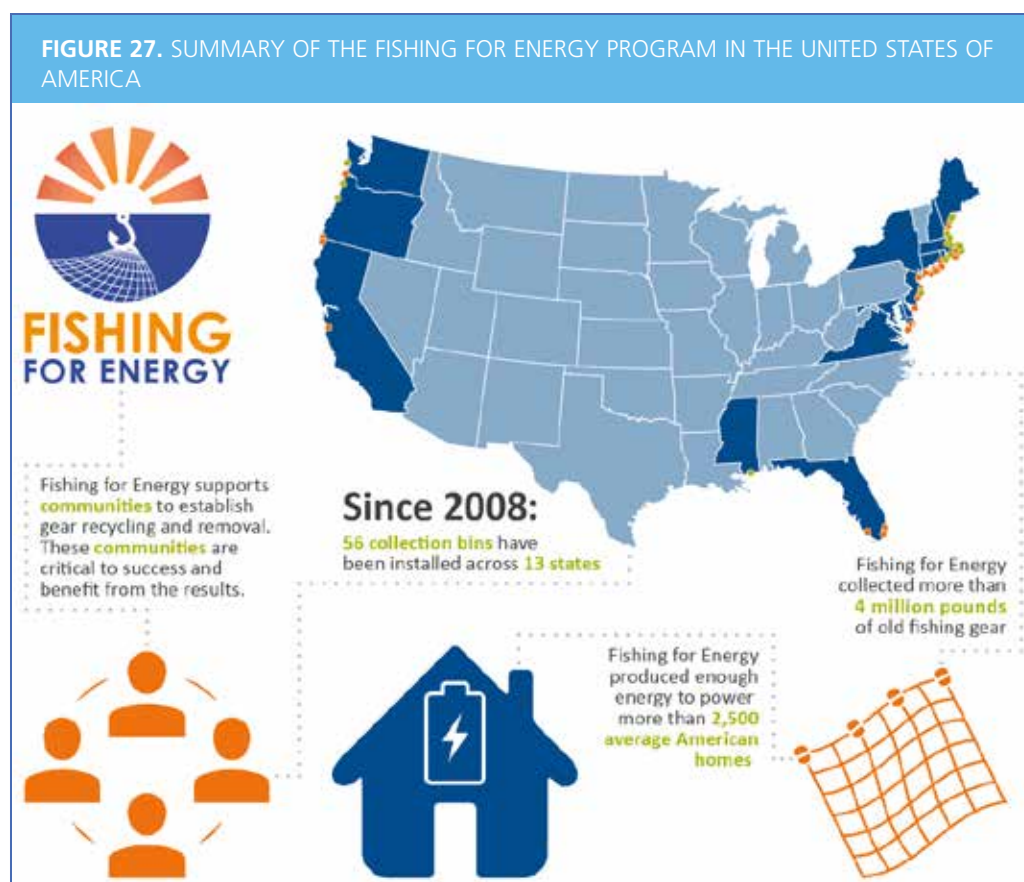 FIGURE 27. SUMMARY OF THE FISHING FOR ENERGY PROGRAM IN THE UNITED STATES OF
AMERICA
FISHING
FOR ENERGY
Fishing for Energy supports
communities to establish
gear recycling and removal.
These communities are
critical to success and
benefit from the results.
Since 2008:
56 collection bins have
been installed across 13 states
Fishing for Energy
collected more than
4 million pounds
of old fishing gear
Fishing for Energy
produced enough
energy to power
more than 2,500
average American
homes